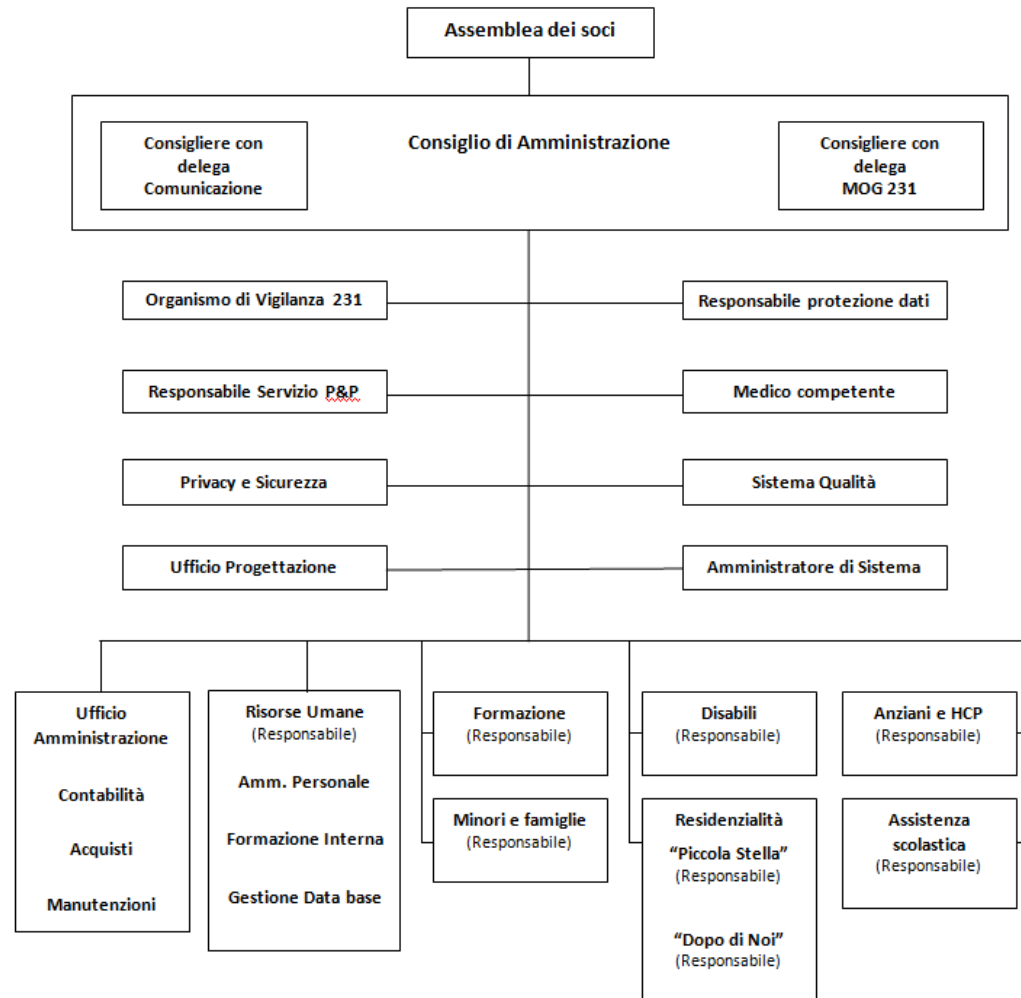 Assemblea dei soci
Consigliere con
delega
Comunicazione
Consiglio di Amministrazione
Consigliere con
delega
MOG 231
Organismo di Vigilanza 231
Responsabile protezione dati
Responsabile Servizio P&P
Medico competente
Privacy e Sicurezza
Sistema Qualità
Ufficio Progettazione
Amministratore di Sistema
Ufficio
Amministrazione
Contabilità
Acquisti
Manutenzioni
Risorse Umane
(Responsabile)
Amm. Personale
Formazione Interna
Gestione Data base
Formazione
(Responsabile)
Minori e famiglie
(Responsabile)
Disabili
(Responsabile)
Residenzialità
“Piccola Stella”
(Responsabile)
“Dopo di Noi”
(Responsabile)
Anziani e HCP
(Responsabile)
Assistenza
scolastica
(Responsabile)